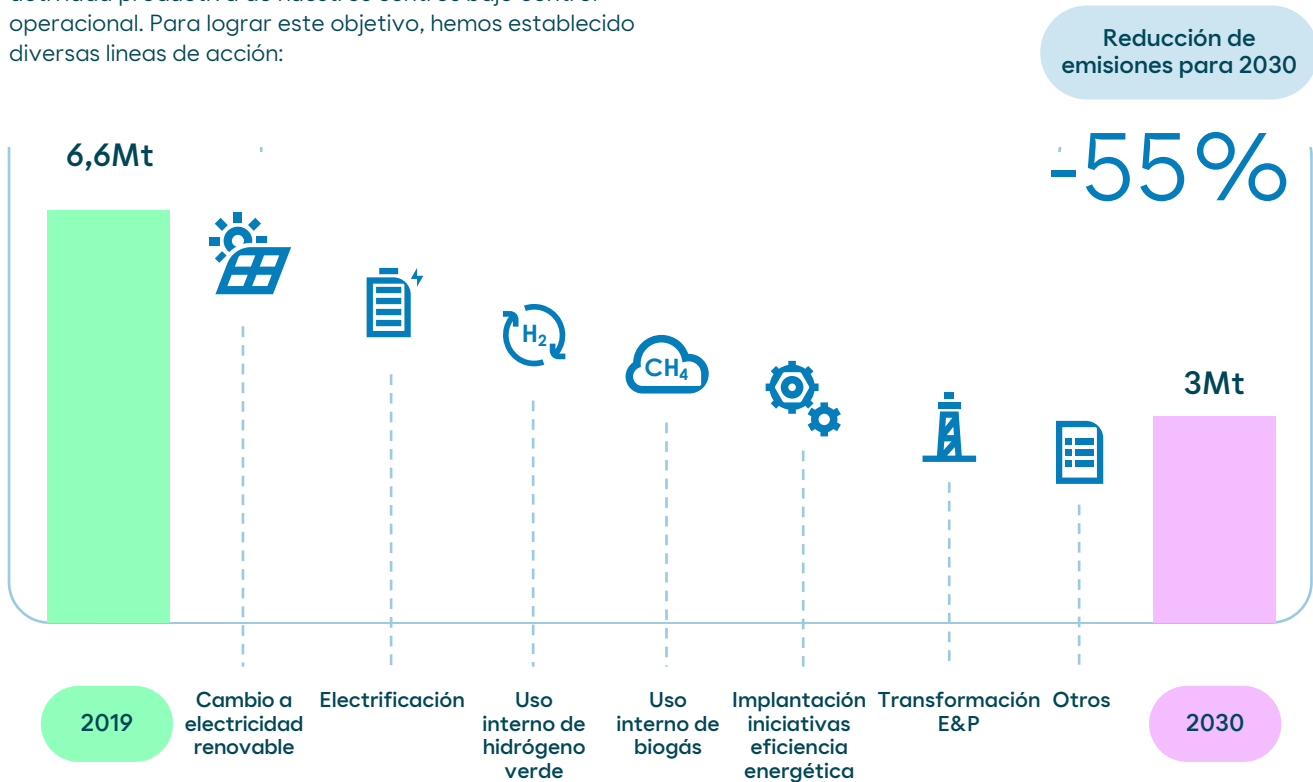 operacional. Para lograr este objetivo, hemos establecido
diversas lineas de acción:
Reducción de
emisiones para 2030
-55%
6,6Mt
H₂
CH₄
3Mt
2019
Cambio a
electricidad
renovable
Electrificación
Uso
interno de
hidrógeno
verde
Uso
interno de
biogás
Implantación
iniciativas
eficiencia
energética
Transformación
E&P
Otros
2030